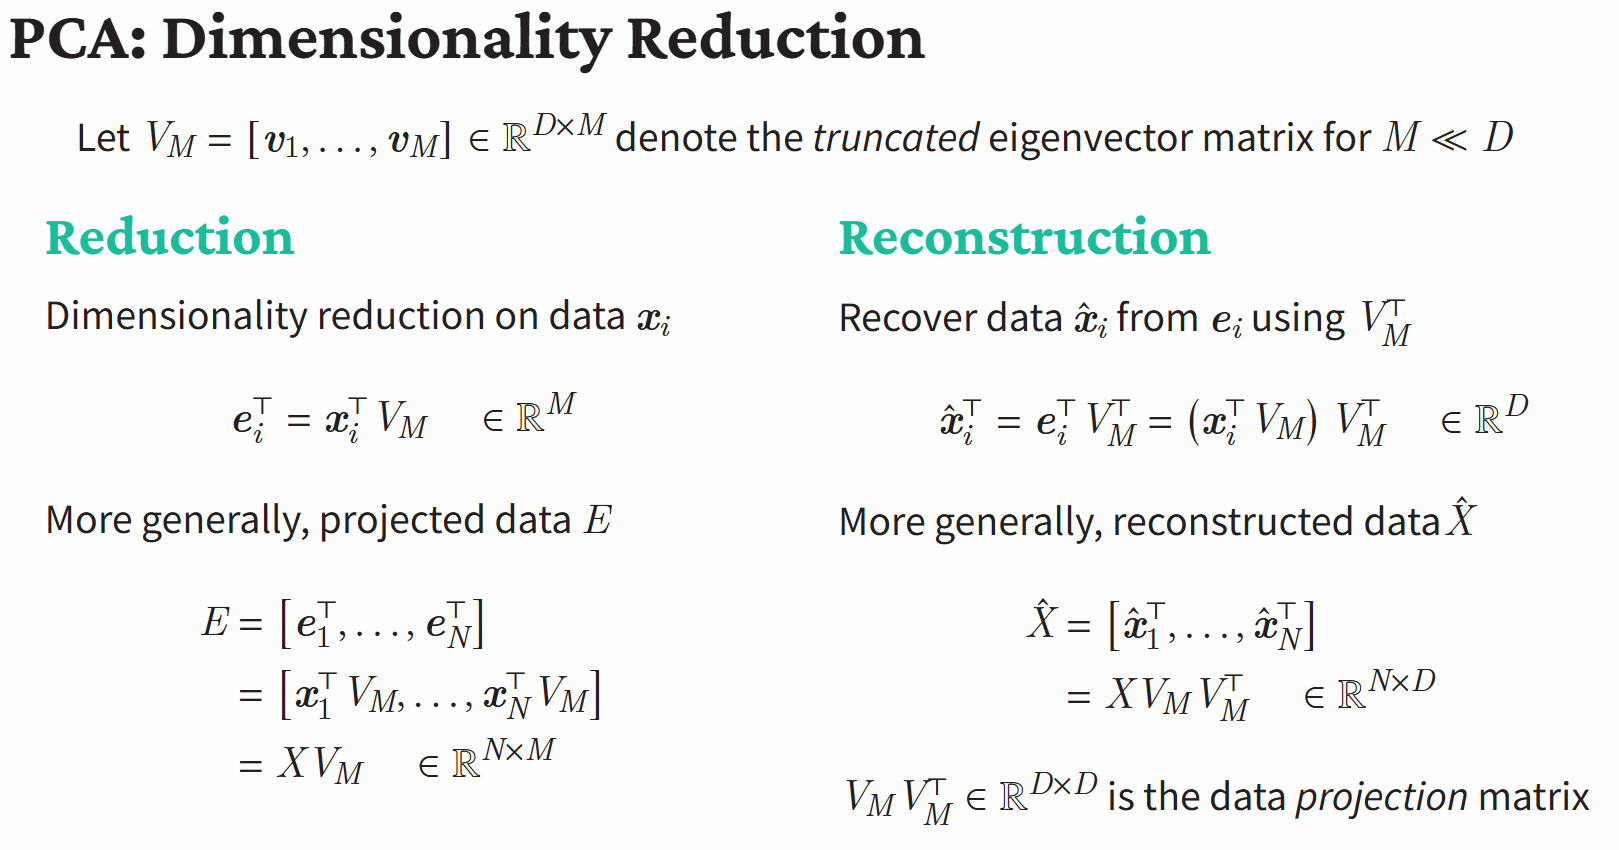 PCA: Dimensionality Reduction
Let $V_M = [\boldsymbol{v}_1, \ldots, \boldsymbol{v}_M] \in \mathbb{R}^{D \times M}$ denote the truncated eigenvector matrix for $M \ll D$
Reduction
Dimensionality reduction on data $\boldsymbol{x}_i$
$\boldsymbol{e}_i^\top = \boldsymbol{x}_i^\top V_M \quad \in \mathbb{R}^M$
More generally, projected data $E$
$E = [\boldsymbol{e}_1^\top, \ldots, \boldsymbol{e}_N^\top]$
$= [\boldsymbol{x}_1^\top V_M, \ldots, \boldsymbol{x}_N^\top V_M]$
$= X V_M \quad \in \mathbb{R}^{N \times M}$
Reconstruction
Recover data $\hat{\boldsymbol{x}}_i$ from $\boldsymbol{e}_i$ using $V_M^\top$
$\hat{\boldsymbol{x}}_i^\top = \boldsymbol{e}_i^\top V_M^\top = (\boldsymbol{x}_i^\top V_M) V_M^\top \quad \in \mathbb{R}^D$
More generally, reconstructed data $\hat{X}$
$\hat{X} = [\hat{\boldsymbol{x}}_1^\top, \ldots, \hat{\boldsymbol{x}}_N^\top]$
$= X V_M V_M^\top \quad \in \mathbb{R}^{N \times D}$
$V_M V_M^\top \in \mathbb{R}^{D \times D}$ is the data projection matrix